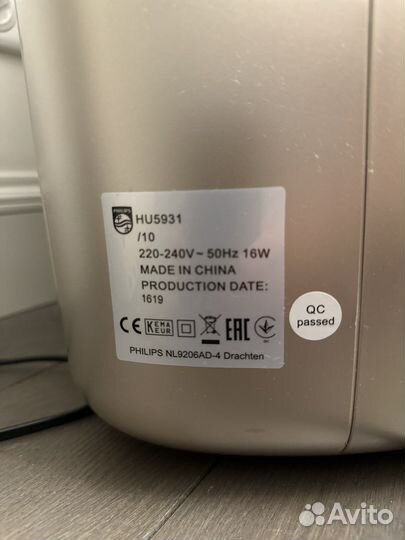 PHILIPS
HU5931
/10
220-240V~ 50Hz 16W
MADE IN CHINA
PRODUCTION DATE:
1619
CE KEMA EUR EAC
PHILIPS NL9206AD-4 Drachten
QC
passed
Avito